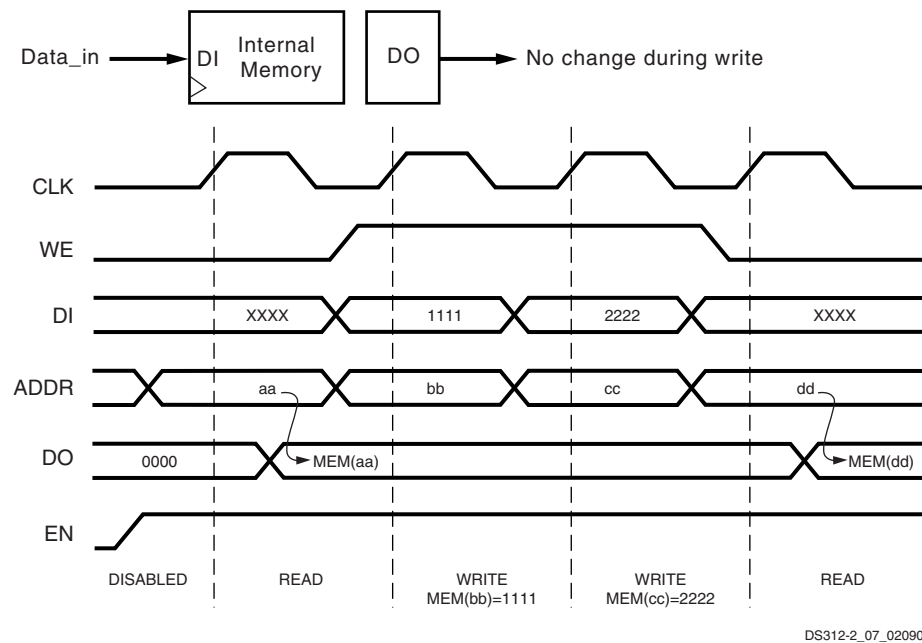 Data_in DI Internal Memory DO No change during write
CLK
WE
DI XXXX 1111 2222 XXXX
ADDR aa bb cc dd
DO 0000 MEM(aa) MEM(dd)
EN
DISABLED READ WRITE MEM(bb)=1111 WRITE MEM(cc)=2222 READ
DS312-2_07_02090